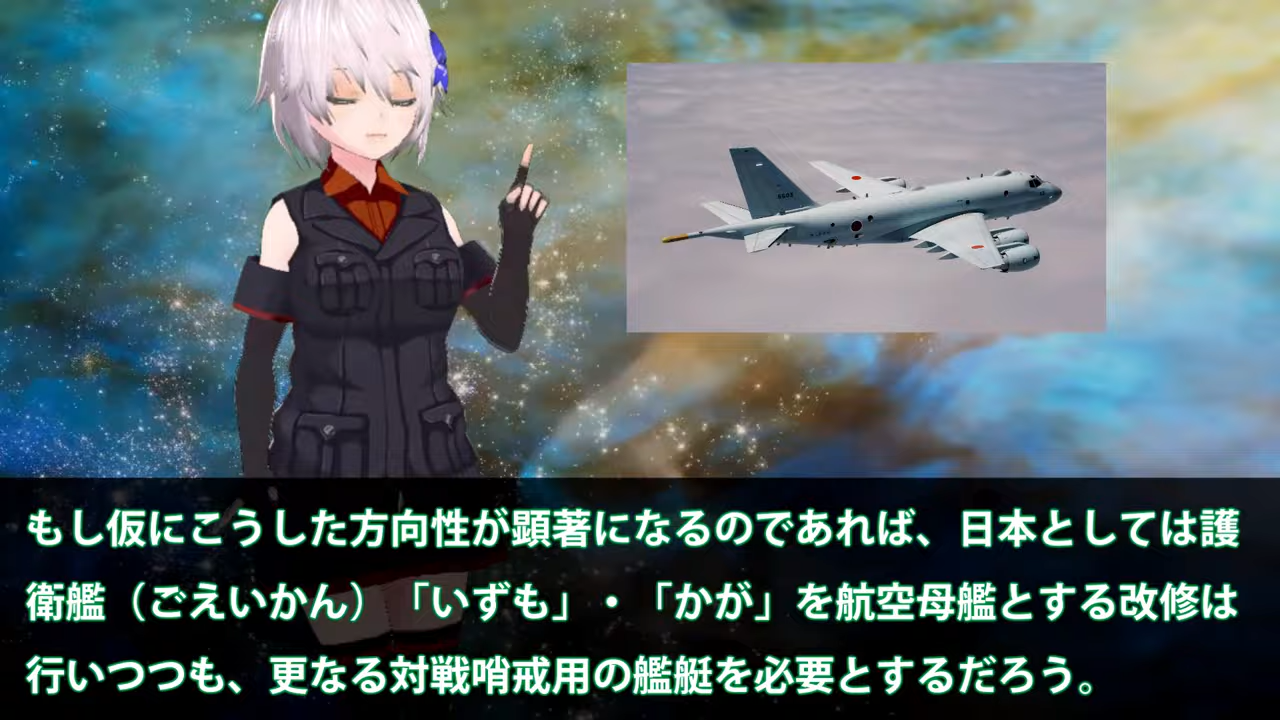 もし仮にこうした方向性が顕著になるのであれば、日本としては護
衛艦（ごえいかん）「いずも」・「かが」を航空母艦とする改修は
行いつつも、更なる対戦哨戒用の艦艇を必要とするだろう。